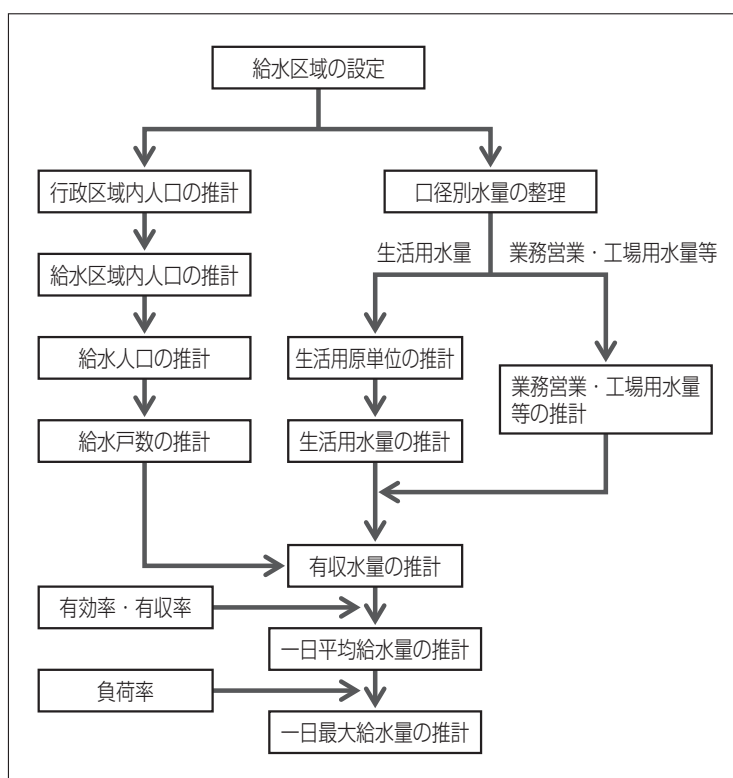 給水区域の設定
行政区域内人口の推計
口径別水量の整理
生活用水量
業務営業・工場用水量等
給水区域内人口の推計
給水人口の推計
生活用原単位の推計
業務営業・工場用水量
等の推計
給水戸数の推計
生活用水量の推計
有収水量の推計
有効率・有収率
一日平均給水量の推計
負荷率
一日最大給水量の推計